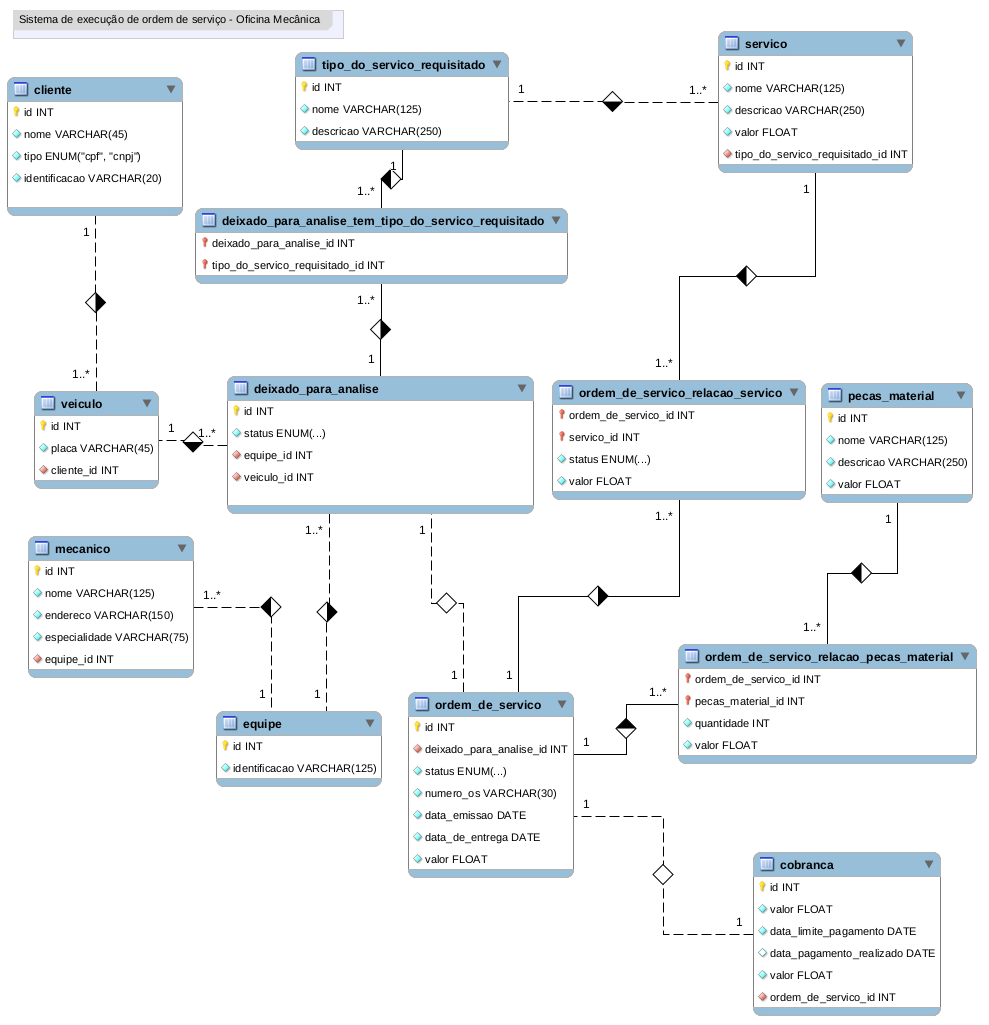 Sistema de execução de ordem de serviço - Oficina Mecânica
cliente
id INT
nome VARCHAR(45)
tipo ENUM("cpf", "cnpj")
identificacao VARCHAR(20)
tipo_do_servico_requisitado
id INT
nome VARCHAR(125)
descricao VARCHAR(250)
servico
id INT
nome VARCHAR(125)
descricao VARCHAR(250)
valor FLOAT
tipo_do_servico_requisitado_id INT
1
1..*
1
1..*
deixado_para_analise_tem_tipo_do_servico_requisitado
deixado_para_analise_id INT
tipo_do_servico_requisitado_id INT
1
1..*
1..*
1
1
1..*
veiculo
id INT
placa VARCHAR(45)
cliente_id INT
1
1..*
deixado_para_analise
id INT
status ENUM(...)
equipe_id INT
veiculo_id INT
ordem_de_servico_relacao_servico
ordem_de_servico_id INT
servico_id INT
status ENUM(...)
valor FLOAT
pecas_material
id INT
nome VARCHAR(125)
descricao VARCHAR(250)
valor FLOAT
1..*
1
1..*
1
mecanico
id INT
nome VARCHAR(125)
endereco VARCHAR(150)
especialidade VARCHAR(75)
equipe_id INT
1..*
1
1
1
1
1..*
equipe
id INT
identificacao VARCHAR(125)
ordem_de_servico
id INT
deixado_para_analise_id INT
status ENUM(...)
numero_os VARCHAR(30)
data_emissao DATE
data_de_entrega DATE
valor FLOAT
ordem_de_servico_relacao_pecas_material
ordem_de_servico_id INT
pecas_material_id INT
quantidade INT
valor FLOAT
1..*
1
1
1
cobranca
id INT
valor FLOAT
data_limite_pagamento DATE
data_pagamento_realizado DATE
valor FLOAT
ordem_de_servico_id INT